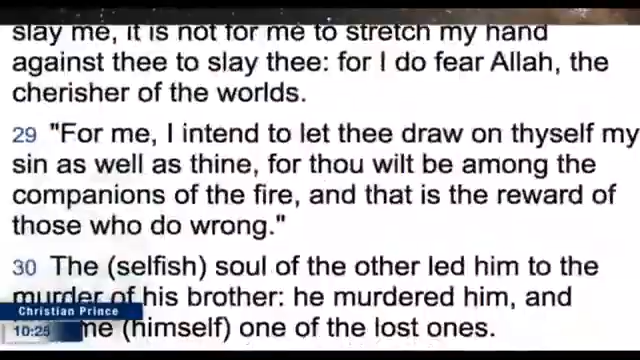 slay me, it is not for me to stretch my hand
against thee to slay thee: for I do fear Allah, the
cherisher of the worlds.
29 "For me, I intend to let thee draw on thyself my
sin as well as thine, for thou wilt be among the
companions of the fire, and that is the reward of
those who do wrong."
30 The (selfish) soul of the other led him to the
murder of his brother: he murdered him, and
me (himself) one of the lost ones.
Christian Prince
10:25